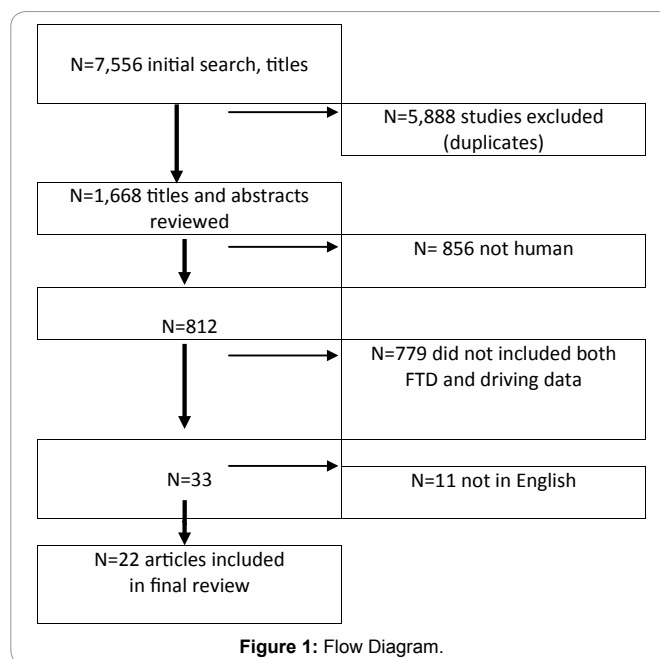 N=7,556 initial search, titles
N=5,888 studies excluded
(duplicates)
N=1,668 titles and abstracts
reviewed
N= 856 not human
N=812
N=779 did not included both
FTD and driving data
N=33
N=11 not in English
N=22 articles included
in final review
Figure 1: Flow Diagram.